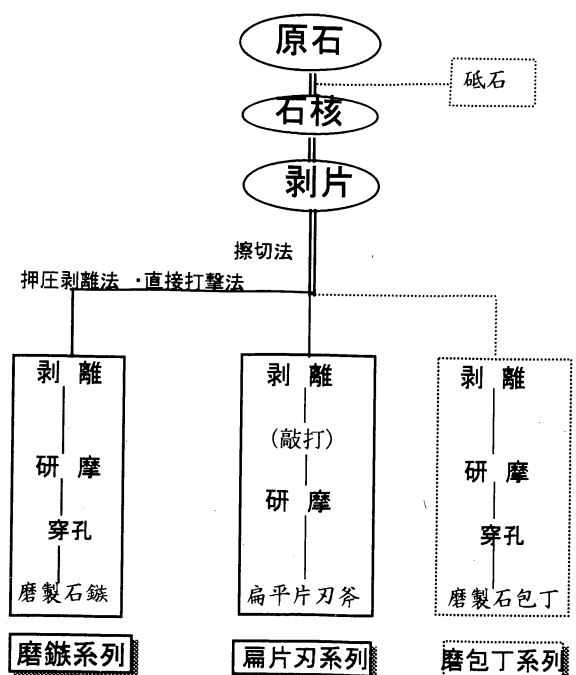 原石
砥石
石核
剥片
擦切法
押圧剥離法・直接打撃法
剥離
研摩
穿孔
磨製石鏃
磨鏃系列
剥離
(敲打)
研摩
扁平片刃斧
扁片刃系列
剥離
研摩
穿孔
磨製石包丁
磨包丁系列